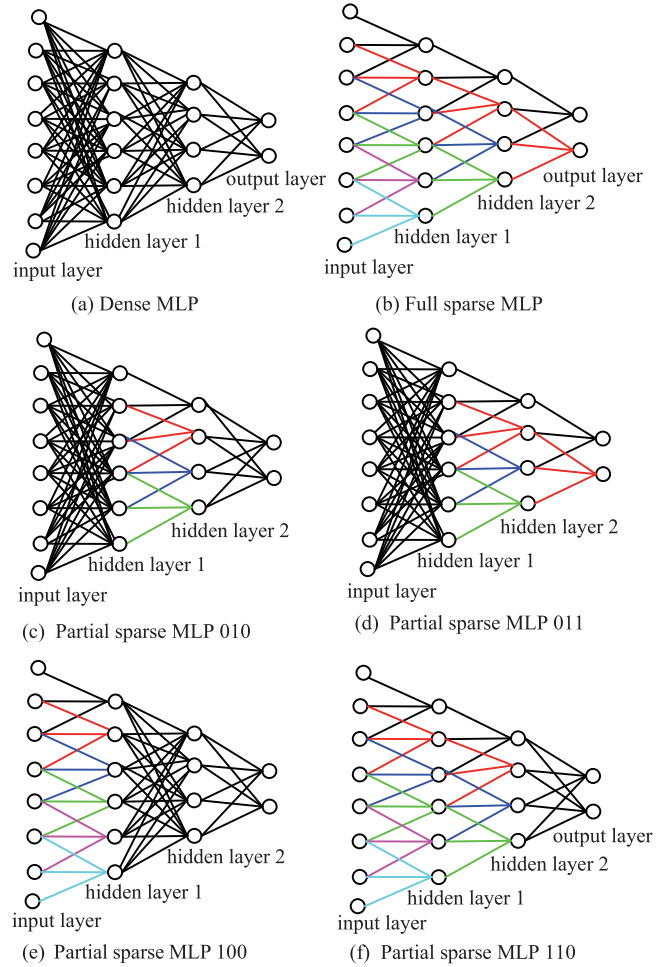 output layer
hidden layer 2
hidden layer 1
input layer
(a) Dense MLP
output layer
hidden layer 2
hidden layer 1
input layer
(b) Full sparse MLP
hidden layer 2
hidden layer 1
input layer
(c) Partial sparse MLP 010
hidden layer 2
hidden layer 1
input layer
(d) Partial sparse MLP 011
hidden layer 2
hidden layer 1
input layer
(e) Partial sparse MLP 100
output layer
hidden layer 2
hidden layer 1
input layer
(f) Partial sparse MLP 110